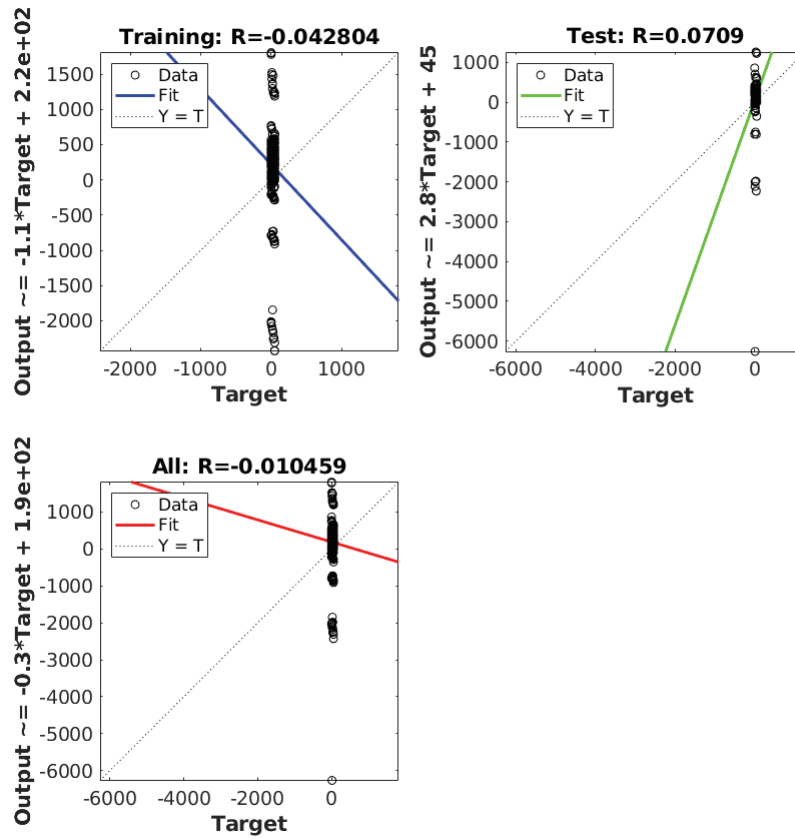 Training: R=-0.042804
Output ~= -1.1*Target + 2.2e+02
1500
1000
500
0
-500
-1000
-1500
-2000
Data
Fit
Y = T
-2000
-1000
0
1000
Target
Test: R=0.0709
Output ~= 2.8*Target + 45
1000
0
-1000
-2000
-3000
-4000
-5000
-6000
Data
Fit
Y = T
-6000
-4000
-2000
0
Target
All: R=-0.010459
Output ~= -0.3*Target + 1.9e+02
1000
0
-1000
-2000
-3000
-4000
-5000
-6000
Data
Fit
Y = T
-6000
-4000
-2000
0
Target